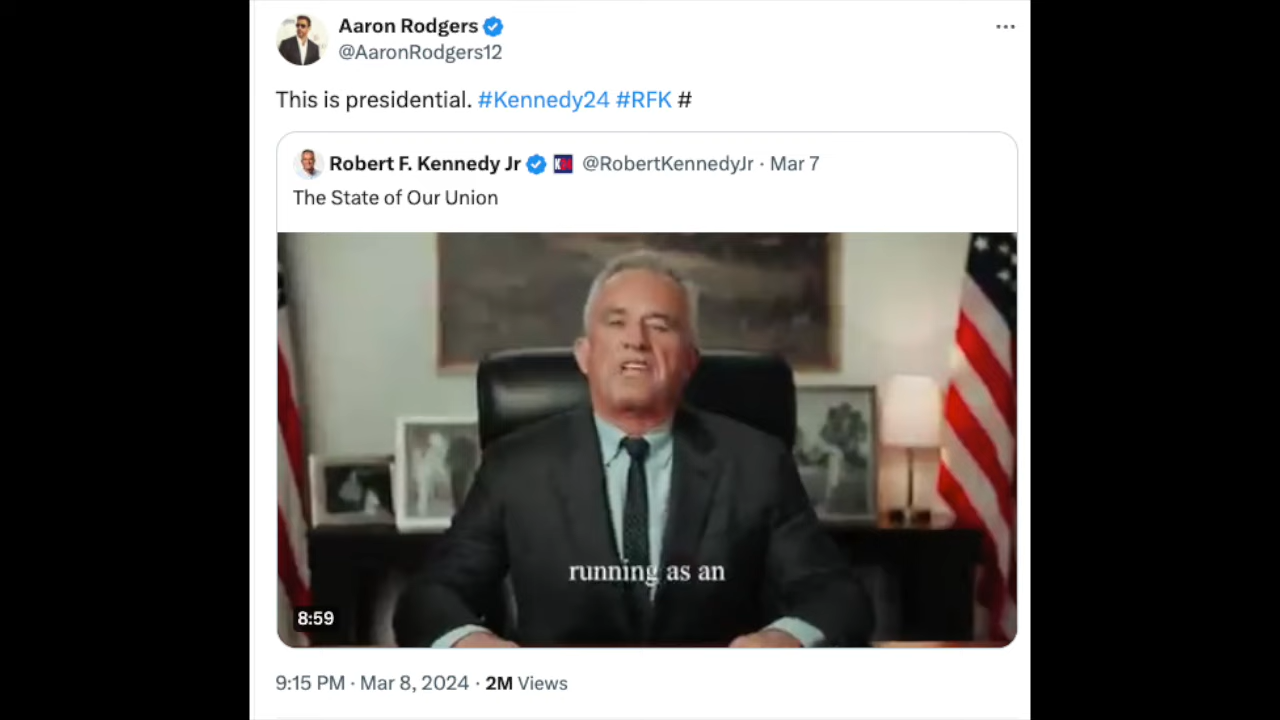 Aaron Rodgers
@AaronRodgers12
This is presidential. #Kennedy24 #RFK #
Robert F. Kennedy Jr @RobertKennedyJr · Mar 7
The State of Our Union
running as an
8:59
9:15 PM · Mar 8, 2024 · 2M Views